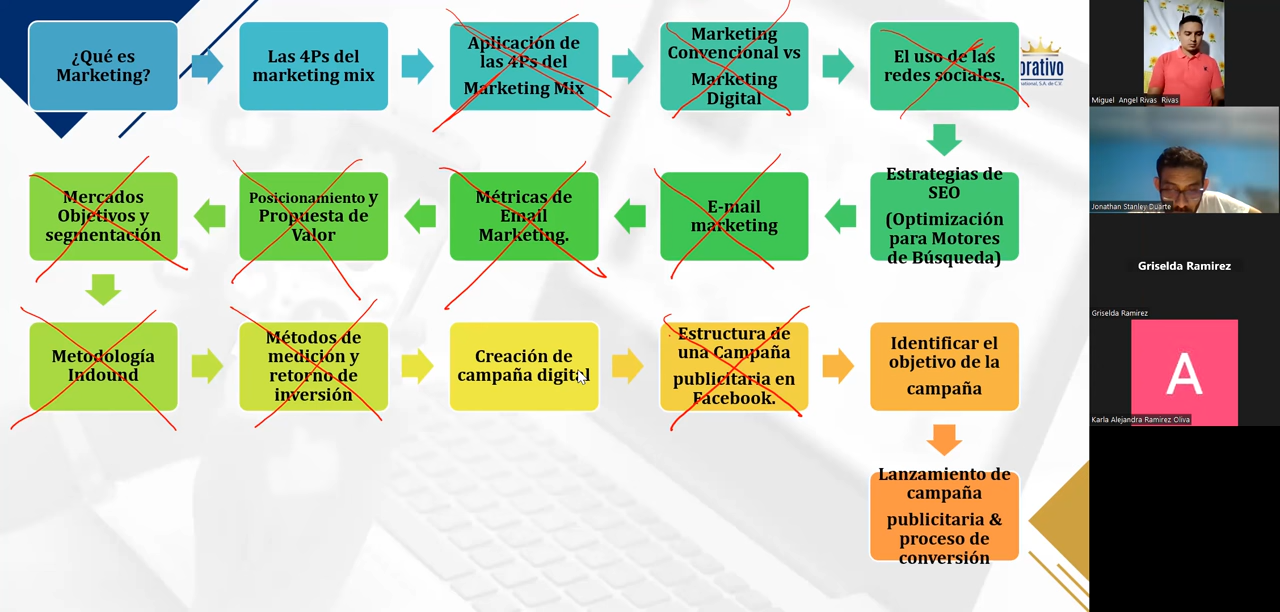 ¿Qué es
Marketing?
Las 4Ps del
marketing mix
Aplicación de
las 4Ps del
Marketing Mix
Marketing
Convencional vs
Marketing
Digital
El uso de las
redes sociales.
orativo
national, S.A. de C.V.
Estrategias de
SEO
(Optimización
para Motores
de Búsqueda)
E-mail
marketing
Métricas de
Email
Marketing.
Posicionamiento y
Propuesta de
Valor
Mercados
Objetivos y
segmentación
Metodología
Indound
Métodos de
medición y
retorno de
inversión
Creación de
campaña digital
Estructura de
una Campaña
publicitaria en
Facebook.
Identificar el
objetivo de la
campaña
Lanzamiento de
campaña
publicitaria &
proceso de
conversión
Miguel Angel Rivas Rivas
Jonathan Stanley Duarte
Griselda Ramirez
Griselda Ramirez
A
Karla Alejandra Ramirez Oliva